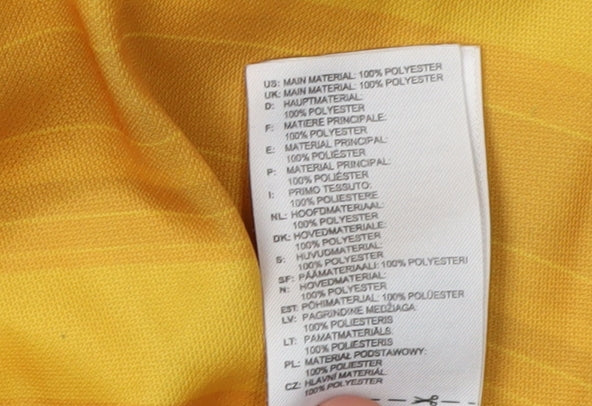 US: MAIN MATERIAL: 100% POLYESTER
UK: MAIN MATERIAL: 100% POLYESTER
D: HAUPTMATERIAL:
100% POLYESTER
F: MATIERE PRINCIPALE:
100% POLYESTER
E: MATERIAL PRINCIPAL:
100% POLIÉSTER
P: MATERIAL PRINCIPAL:
100% POLIÉSTER
I: PRIMO TESSUTO:
100% POLIESTERE
NL: HOOFDMATERIAAL:
100% POLYESTER
DK: HOVEDMATERIALE:
100% POLYESTER
S: HUVUDMATERIAL:
100% POLYESTER
SF: PÄÄMATERIAALI: 100% POLYESTERI
N: HOVEDMATERIAL:
100% POLYESTER
EST: PÕHIMATERJAL: 100% POLÜESTER
LV: PAGRINDINE MEDŽIAGA:
100% POLIESTERIS
LT: PAMATMATERIĀLS:
100% POLIESTERIS
PL: MATERIAŁ PODSTAWOWY:
100% POLIESTER
CZ: HLAVNÍ MATERIÁL:
100% POLYESTER